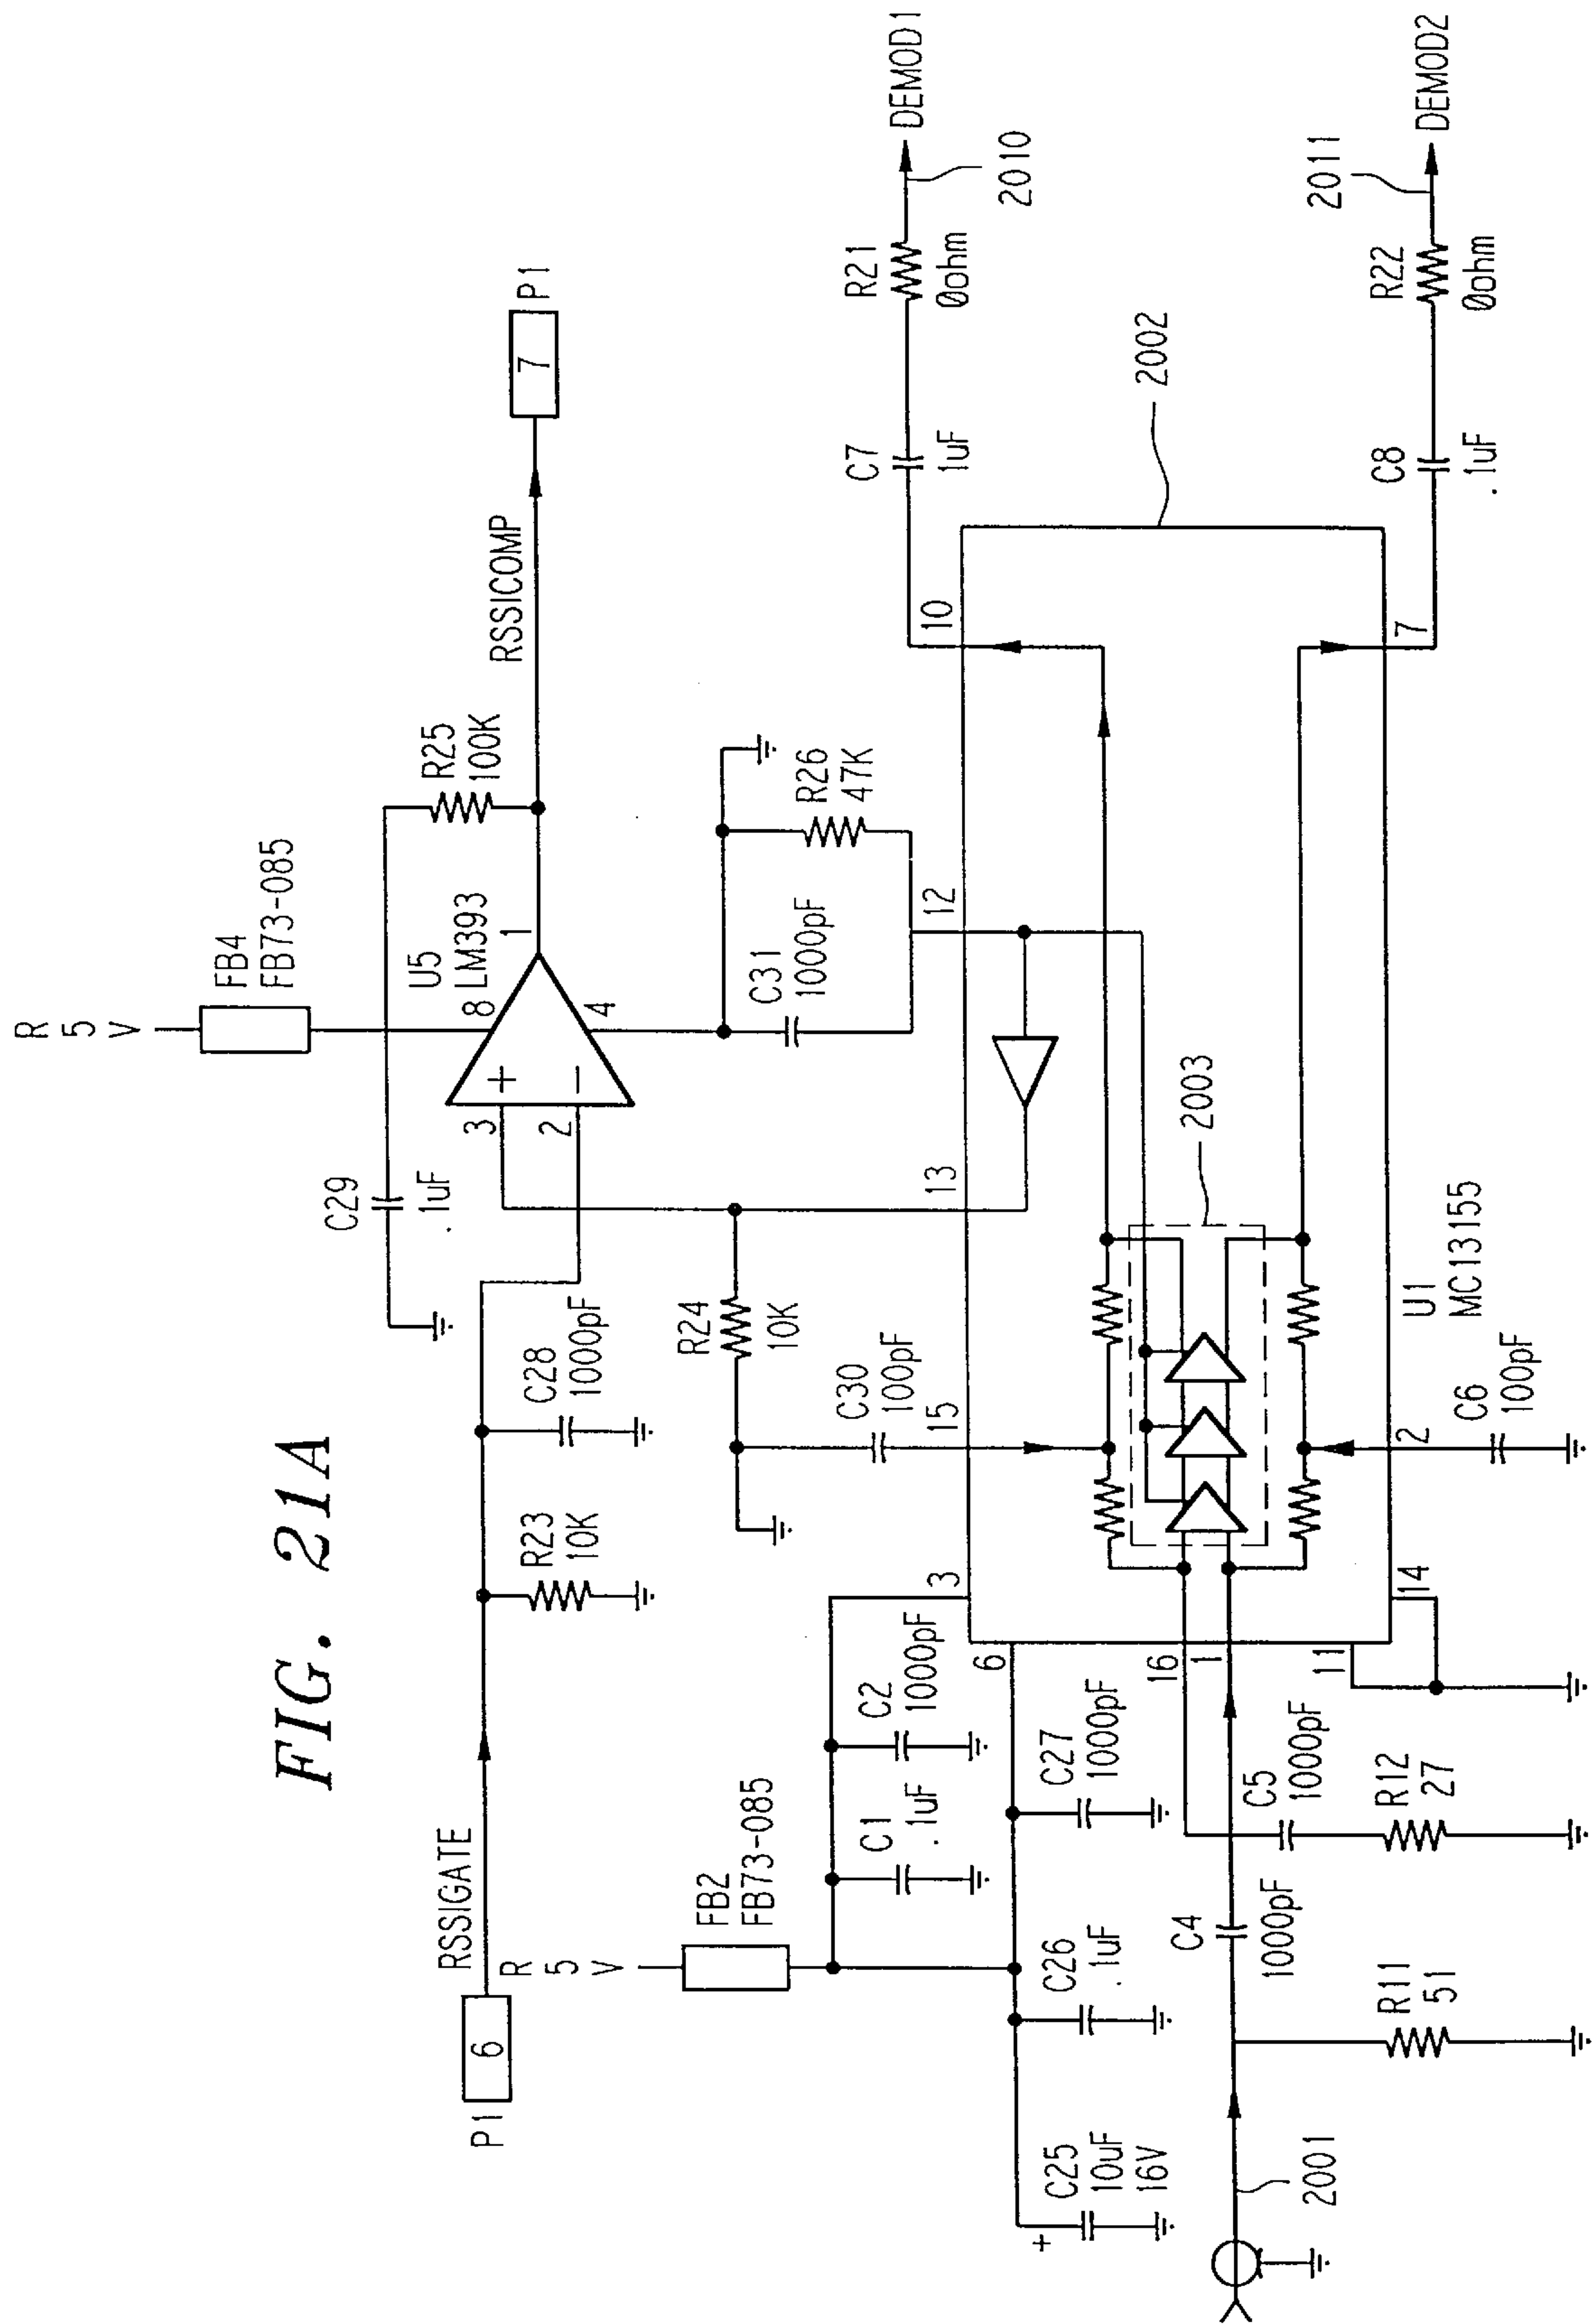 FIG. 21A
R
5
V
FB4
FB73-085
C29
.1uF
R25
100K
U5
LM393
8
1
3
+
2
−
4
P1
6
RSSIGATE
R23
10K
C28
1000pF
RSSICOMP
7
P1
R
5
V
FB2
FB73-085
R24
10K
C31
1000pF
R26
47K
C1
.1uF
C2
1000pF
C30
100pF
3
15
13
12
10
C7
1uF
R21
0ohm
DEMOD1
2010
+
C25
10uF
16V
C26
.1uF
C27
1000pF
6
2003
2002
16
1
2001
C4
1000pF
C5
1000pF
R11
51
R12
27
11
14
2
C6
100pF
U1
MC13155
7
C8
.1uF
R22
0ohm
DEMOD2
2011